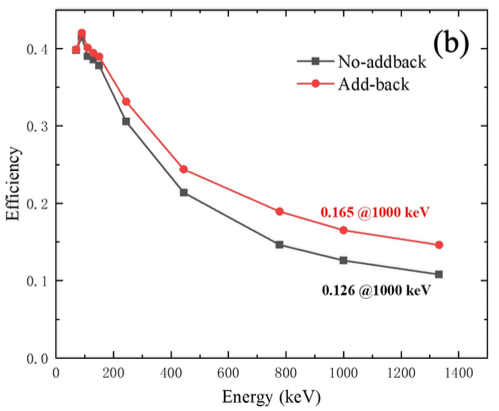 (b)
No-addback
Add-back
Efficiency
0.4
0.3
0.2
0.1
0.0
0.165 @1000 keV
0.126 @1000 keV
0 200 400 600 800 1000 1200 1400
Energy (keV)